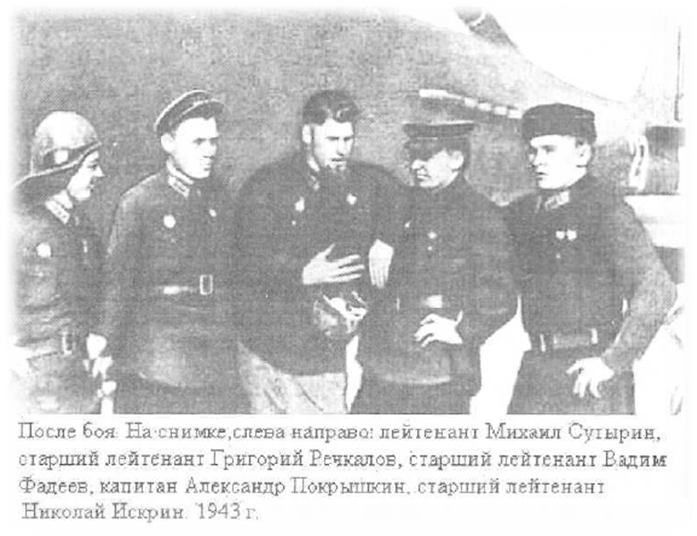 После боя. На снимке,слева направо: лейтенант Михаил Сутырин,
старший лейтенант Григорий Речкалов, старший лейтенант Вадим
Фадеев, капитан Александр Покрышкин, старший лейтенант
Николай Искрин. 1943 г.